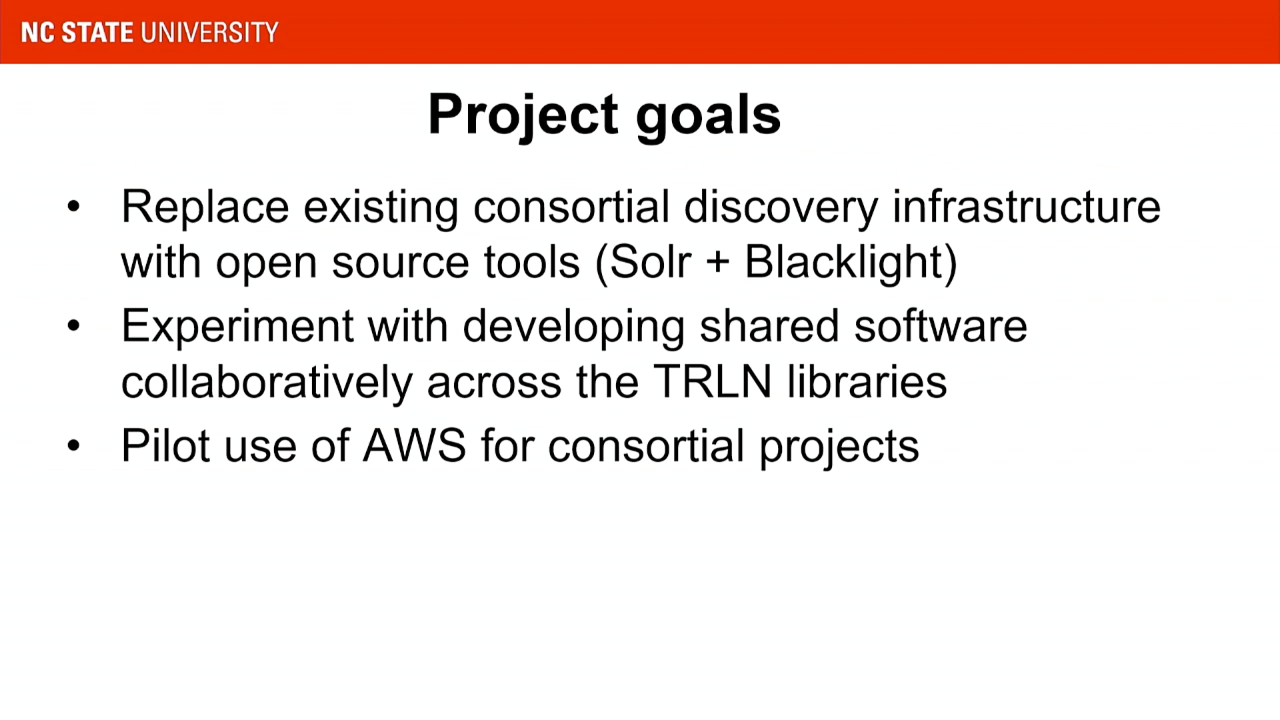 NC STATE UNIVERSITY
Project goals
• Replace existing consortial discovery infrastructure
with open source tools (Solr + Blacklight)
• Experiment with developing shared software
collaboratively across the TRLN libraries
• Pilot use of AWS for consortial projects